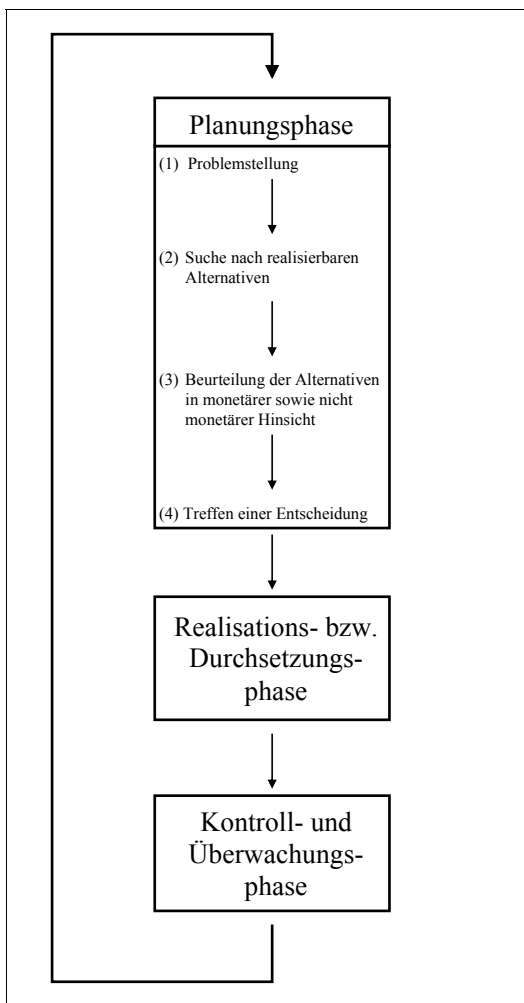 Planungsphase
(1) Problemstellung
(2) Suche nach realisierbaren
Alternativen
(3) Beurteilung der Alternativen
in monetärer sowie nicht
monetärer Hinsicht
(4) Treffen einer Entscheidung
Realisations- bzw.
Durchsetzungs-
phase
Kontroll- und
Überwachungs-
phase